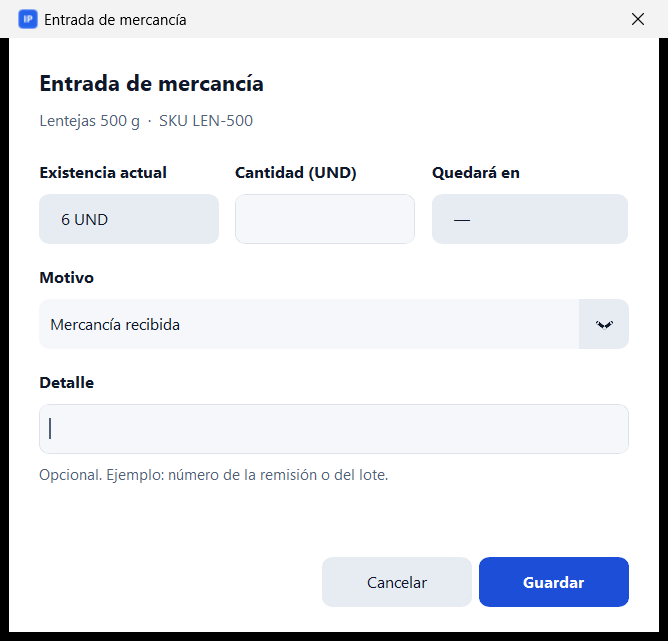 IP Entrada de mercancía
Entrada de mercancía
Lentejas 500 g · SKU LEN-500
Existencia actual Cantidad (UND) Quedará en
6 UND —
Motivo
Mercancía recibida
Detalle
Opcional. Ejemplo: número de la remisión o del lote.
Cancelar Guardar